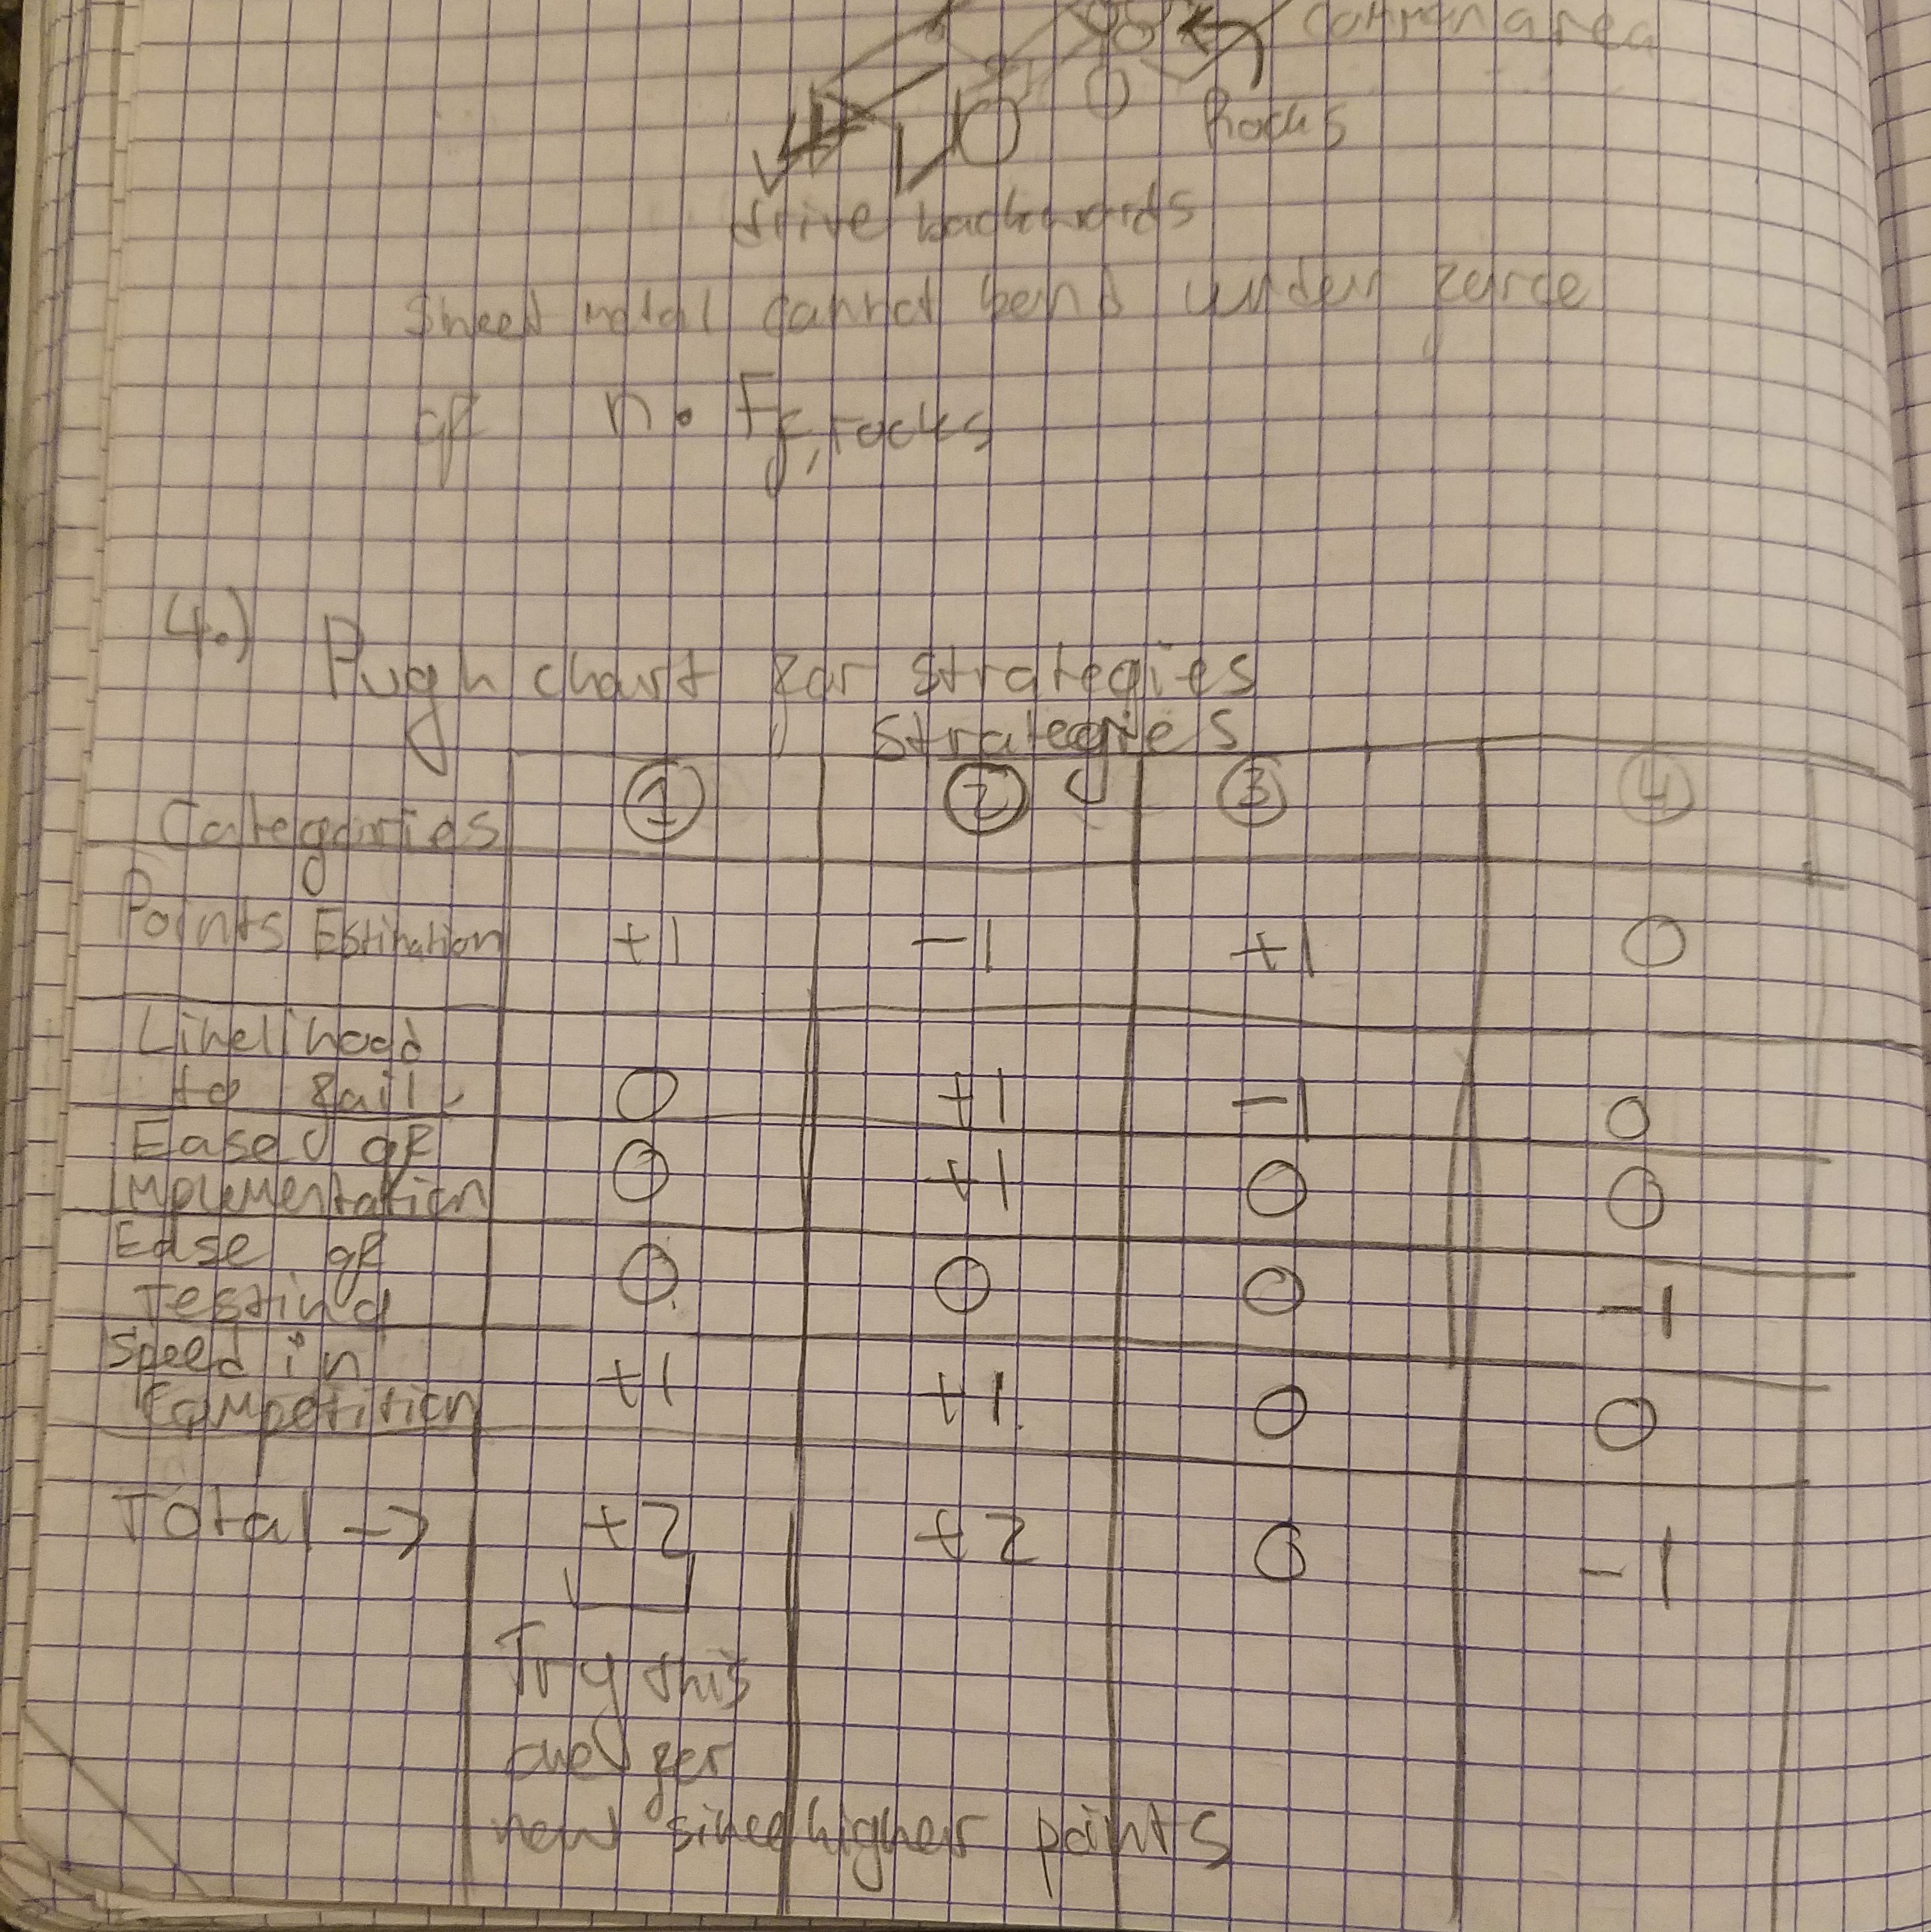 common area
Rocks
drive backwards
Sheet metal cannot bend under force
of n • Ff, rocks
4.) Pugh chart for strategies
Strategies
Categories 1 2 3 4
Points Estimation +1 -1 +1 0
Likelihood
to fail 0 +1 -1 0
Ease of
Implementation 0 +1 0 0
Ease of
Testing 0 0 0 -1
Speed in
Competition +1 +1 0 0
Total → +2 +2 0 -1
Try this
one for
now since higher points